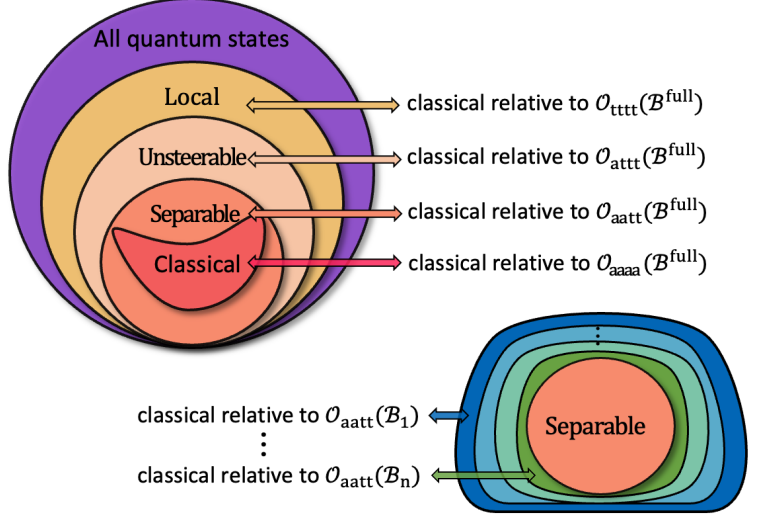 All quantum states
Local
classical relative to 𝒪tttt(ℬfull)
Unsteerable
classical relative to 𝒪attt(ℬfull)
Separable
classical relative to 𝒪aatt(ℬfull)
Classical
classical relative to 𝒪aaaa(ℬfull)
classical relative to 𝒪aatt(ℬ1)
Separable
classical relative to 𝒪aatt(ℬn)